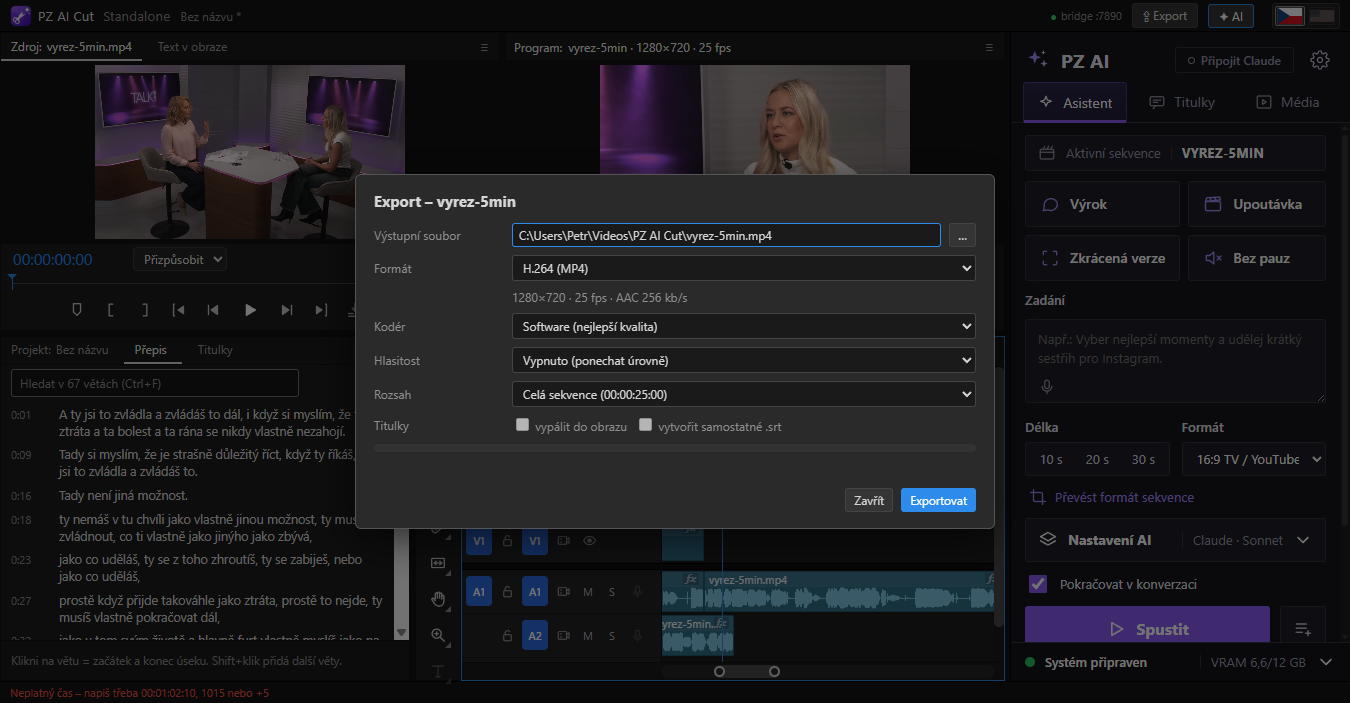 PZ AI Cut Standalone Bez názvu *
bridge :7890 Export AI
Zdroj: vyrez-5min.mp4 Text v obraze
Program: vyrez-5min · 1280×720 · 25 fps
TALK!
00:00:00:00 Přizpůsobit
Projekt: Bez názvu Přepis Titulky
Hledat v 67 větách (Ctrl+F)
0:01 A ty jsi to zvládla a zvládáš to dál, i když si myslím, že
ztráta a ta bolest a ta rána se nikdy vlastně nezahojí.
0:09 Tady si myslím, že je strašně důležitý říct, když ty říkáš,
jsi to zvládla a zvládáš to.
0:16 Tady není jiná možnost.
0:18 ty nemáš v tu chvíli jako vlastně jinou možnost, ty mus
zvládnout, co ti vlastně jako jinýho jako zbývá,
0:23 jako co uděláš, ty se z toho zhroutíš, ty se zabiješ, nebo
jako co uděláš,
0:27 prostě když přijde takováhle jako ztráta, prostě to nejde, ty
musíš vlastně pokračovat dál,
Klikni na větu = začátek a konec úseku. Shift+klik přidá další věty.
Neplatný čas – napiš třeba 00:01:02:10, 1015 nebo +5
Export – vyrez-5min
Výstupní soubor C:\Users\Petr\Videos\PZ AI Cut\vyrez-5min.mp4 ...
Formát H.264 (MP4)
1280×720 · 25 fps · AAC 256 kb/s
Kodér Software (nejlepší kvalita)
Hlasitost Vypnuto (ponechat úrovně)
Rozsah Celá sekvence (00:00:25:00)
Titulky vypálit do obrazu vytvořit samostatné .srt
Zavřít Exportovat
V1 V1
A1 A1 M S fx vyrez-5min.mp4
A2 M S yrez-5min.. fx
PZ AI Připojit Claude
Asistent Titulky Média
Aktivní sekvence VYREZ-5MIN
Výrok Upoutávka
Zkrácená verze Bez pauz
Zadání
Např.: Vyber nejlepší momenty a udělej krátký
sestřih pro Instagram.
Délka Formát
10 s 20 s 30 s 16:9 TV / YouTube
Převést formát sekvence
Nastavení AI Claude · Sonnet
Pokračovat v konverzaci
Spustit
Systém připraven VRAM 6,6/12 GB